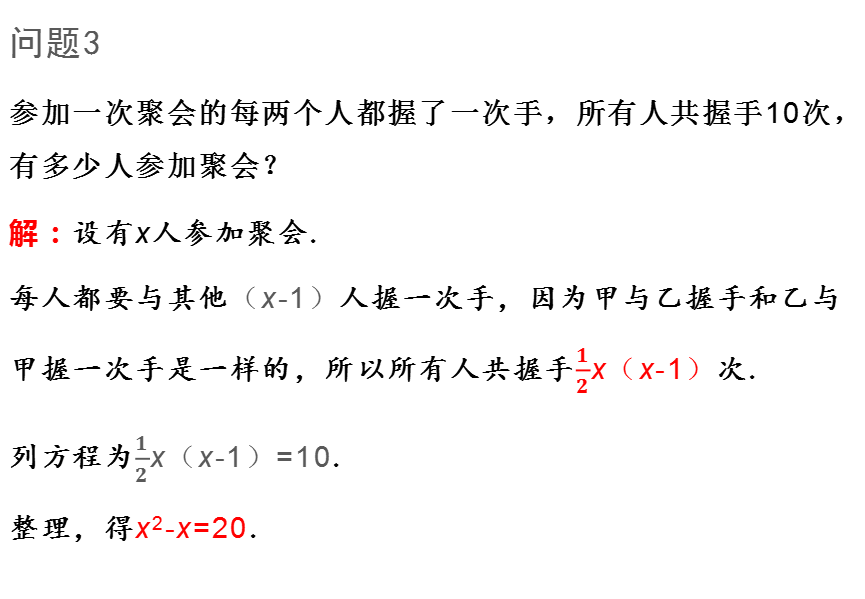 问题3
参加一次聚会的每两个人都握了一次手，所有人共握手10次，
有多少人参加聚会？
解：设有x人参加聚会.
每人都要与其他（x-1）人握一次手，因为甲与乙握手和乙与
甲握一次手是一样的，所以所有人共握手½x（x-1）次.
列方程为½x（x-1）=10.
整理，得x²-x=20.